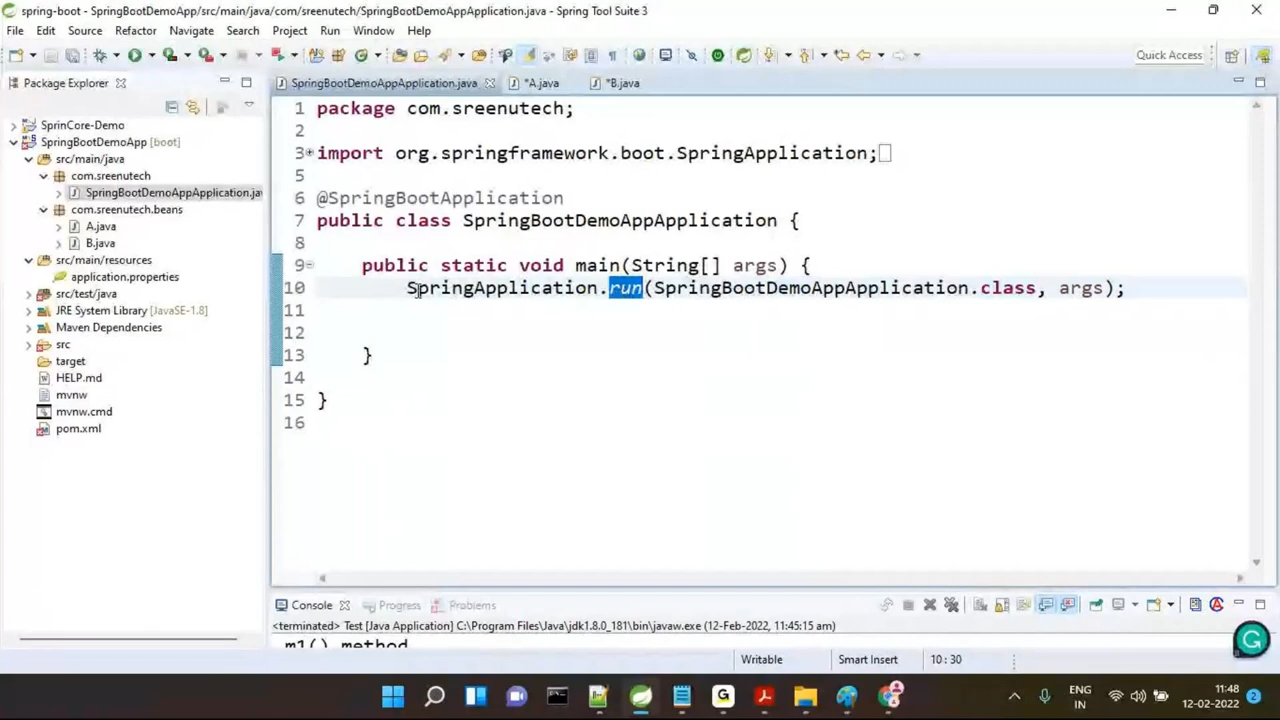 spring-boot - SpringBootDemoApp/src/main/java/com/sreenutech/SpringBootDemoAppApplication.java - Spring Tool Suite 3
File Edit Source Refactor Navigate Search Project Run Window Help
Quick Access
Package Explorer
SpringBootDemoAppApplication.java *A.java *B.java
SprinCore-Demo
SpringBootDemoApp [boot]
src/main/java
com.sreenutech
SpringBootDemoAppApplication.jav
com.sreenutech.beans
A.java
B.java
src/main/resources
application.properties
src/test/java
JRE System Library [JavaSE-1.8]
Maven Dependencies
src
target
HELP.md
mvnw
mvnw.cmd
pom.xml
1 package com.sreenutech;
2
3 import org.springframework.boot.SpringApplication;
5
6 @SpringBootApplication
7 public class SpringBootDemoAppApplication {
8
9 public static void main(String[] args) {
10 SpringApplication.run(SpringBootDemoAppApplication.class, args);
11
12
13 }
14
15 }
16
Console Progress Problems
<terminated> Test [Java Application] C:\Program Files\Java\jdk1.8.0_181\bin\javaw.exe (12-Feb-2022, 11:45:15 am)
m1() method
Writable Smart Insert 10 : 30
ENG
IN
11:48
12-02-2022
2